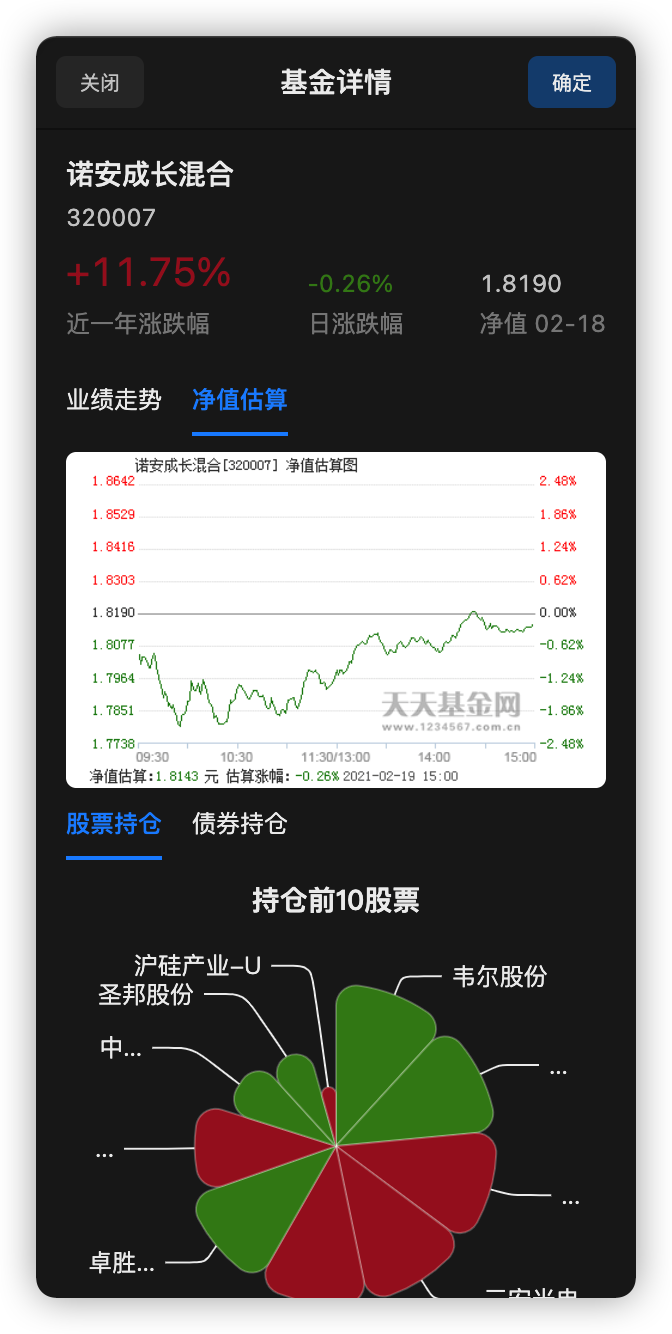 关闭 基金详情 确定
诺安成长混合
320007
+11.75% -0.26% 1.8190
近一年涨跌幅 日涨跌幅 净值 02-18
业绩走势 净值估算
诺安成长混合[320007] 净值估算图
1.8642 2.48%
1.8529 1.86%
1.8416 1.24%
1.8303 0.62%
1.8190 0.00%
1.8077 -0.62%
1.7964 -1.24%
天天基金网
1.7851 -1.86%
www.1234567.com.cn
1.7738 -2.48%
09:30 10:30 11:30/13:00 14:00 15:00
净值估算:1.8143 元 估算涨幅: -0.26% 2021-02-19 15:00
股票持仓 债券持仓
持仓前10股票
沪硅产业-U 韦尔股份
圣邦股份
中...
...
...
...
卓胜...